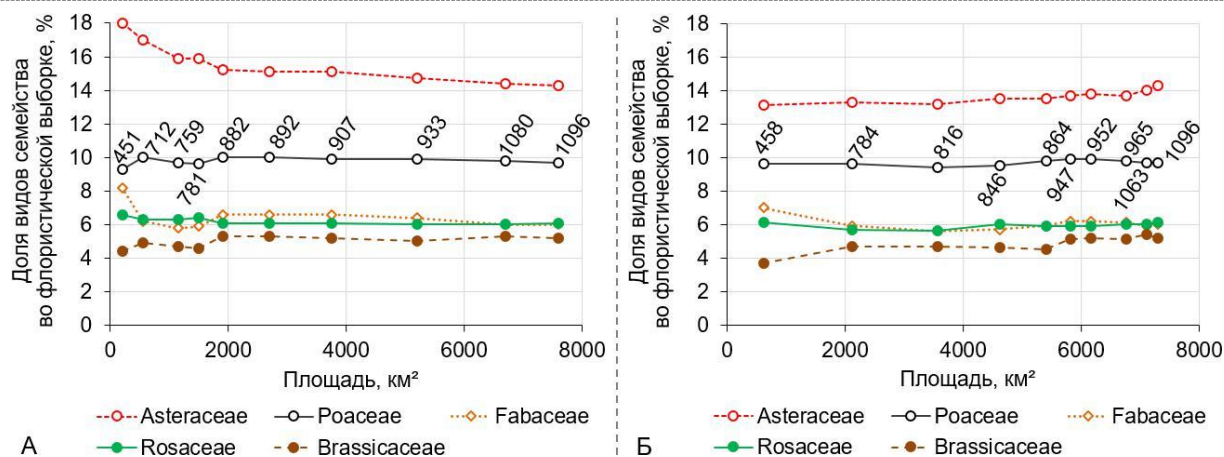 Доля видов семейства
во флористической выборке, %
18
16
14
12
10
8
6
4
2
0
451
712
759
781
882
892
907
933
1080
1096
0
2000
4000
6000
8000
Площадь, км²
Asteraceae
Poaceae
Fabaceae
Rosaceae
Brassicaceae
А
Доля видов семейства
во флористической выборке, %
18
16
14
12
10
8
6
4
2
0
458
784
816
846
864
947
952
965
1063
1096
0
2000
4000
6000
8000
Площадь, км²
Asteraceae
Poaceae
Fabaceae
Rosaceae
Brassicaceae
Б